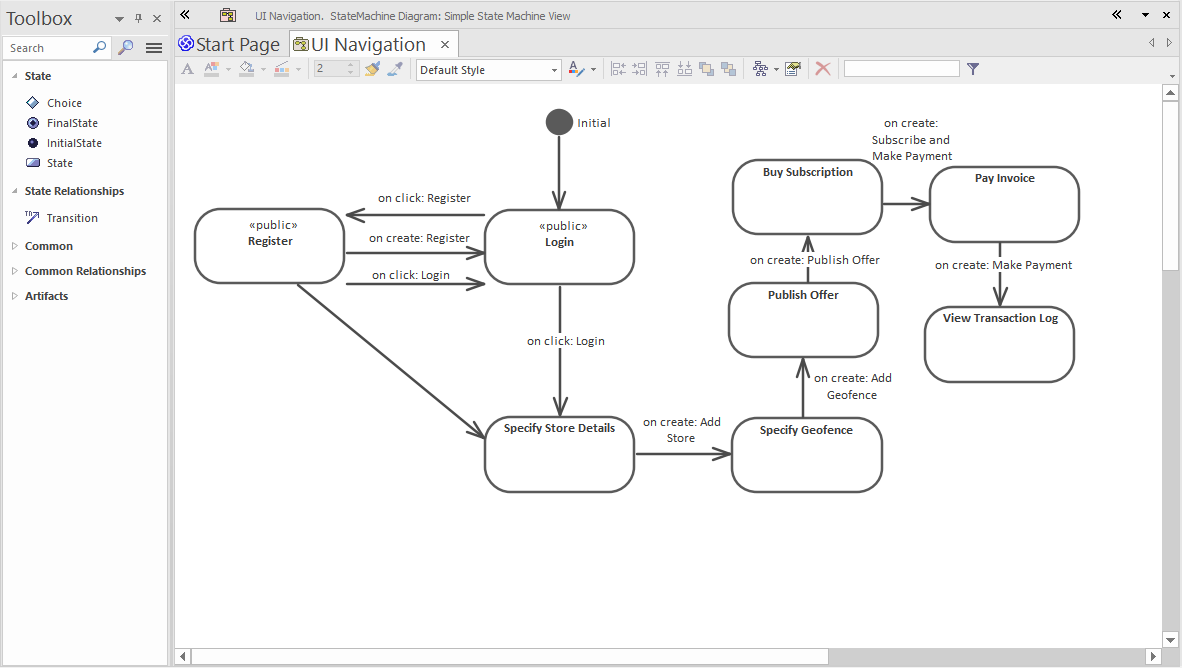 Toolbox
Search
State
Choice
FinalState
InitialState
State
State Relationships
Transition
Common
Common Relationships
Artifacts
UI Navigation.  StateMachine Diagram: Simple State Machine View
Start Page
UI Navigation
2
Default Style
Initial
on click: Register
on create: Register
on click: Login
«public»
Register
«public»
Login
on click: Login
Specify Store Details
on create: Add
Store
Specify Geofence
on create: Add
Geofence
Publish Offer
on create: Publish Offer
Buy Subscription
on create:
Subscribe and
Make Payment
Pay Invoice
on create: Make Payment
View Transaction Log